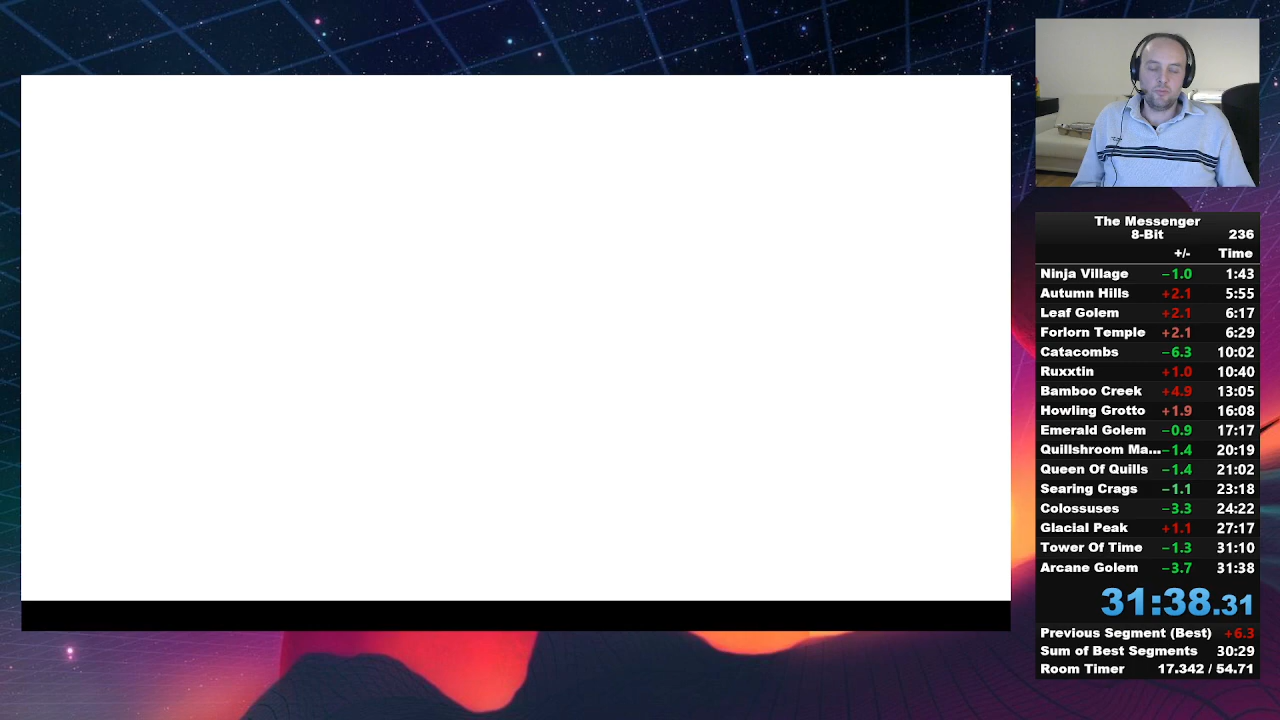 The Messenger
8-Bit 236
+/- Time
Ninja Village −1.0 1:43
Autumn Hills +2.1 5:55
Leaf Golem +2.1 6:17
Forlorn Temple +2.1 6:29
Catacombs −6.3 10:02
Ruxxtin +1.0 10:40
Bamboo Creek +4.9 13:05
Howling Grotto +1.9 16:08
Emerald Golem −0.9 17:17
Quillshroom Ma... −1.4 20:19
Queen Of Quills −1.4 21:02
Searing Crags −1.1 23:18
Colossuses −3.3 24:22
Glacial Peak +1.1 27:17
Tower Of Time −1.3 31:10
Arcane Golem −3.7 31:38
31:38.31
Previous Segment (Best) +6.3
Sum of Best Segments 30:29
Room Timer 17.342 / 54.71